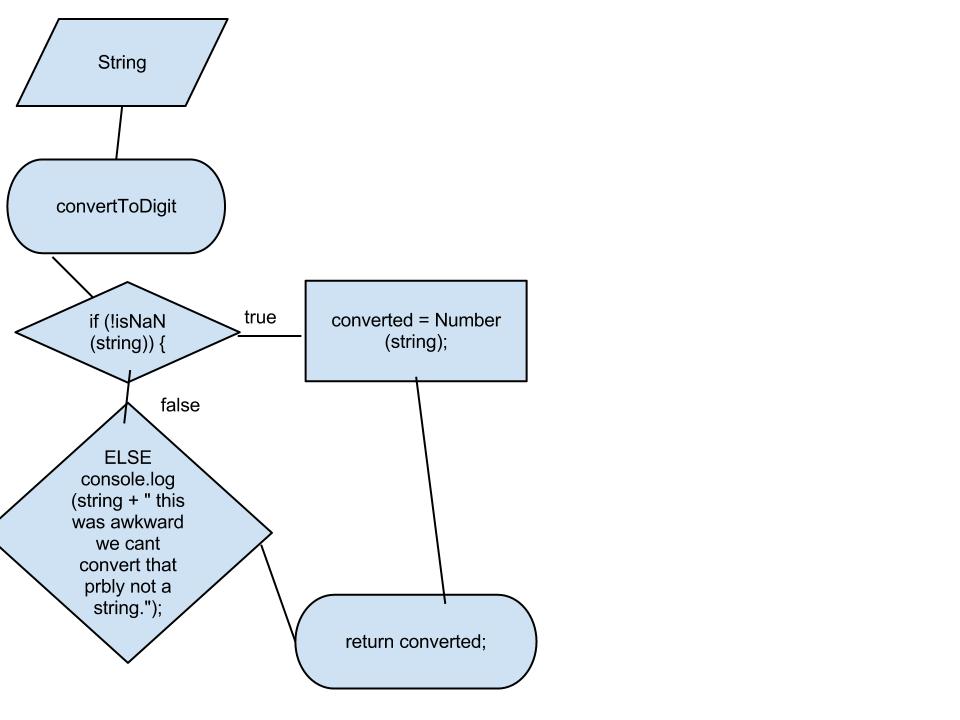 String
convertToDigit
if (!isNaN
(string)) {
true
converted = Number
(string);
false
ELSE
console.log
(string + " this
was awkward
we cant
convert that
prbly not a
string.");
return converted;